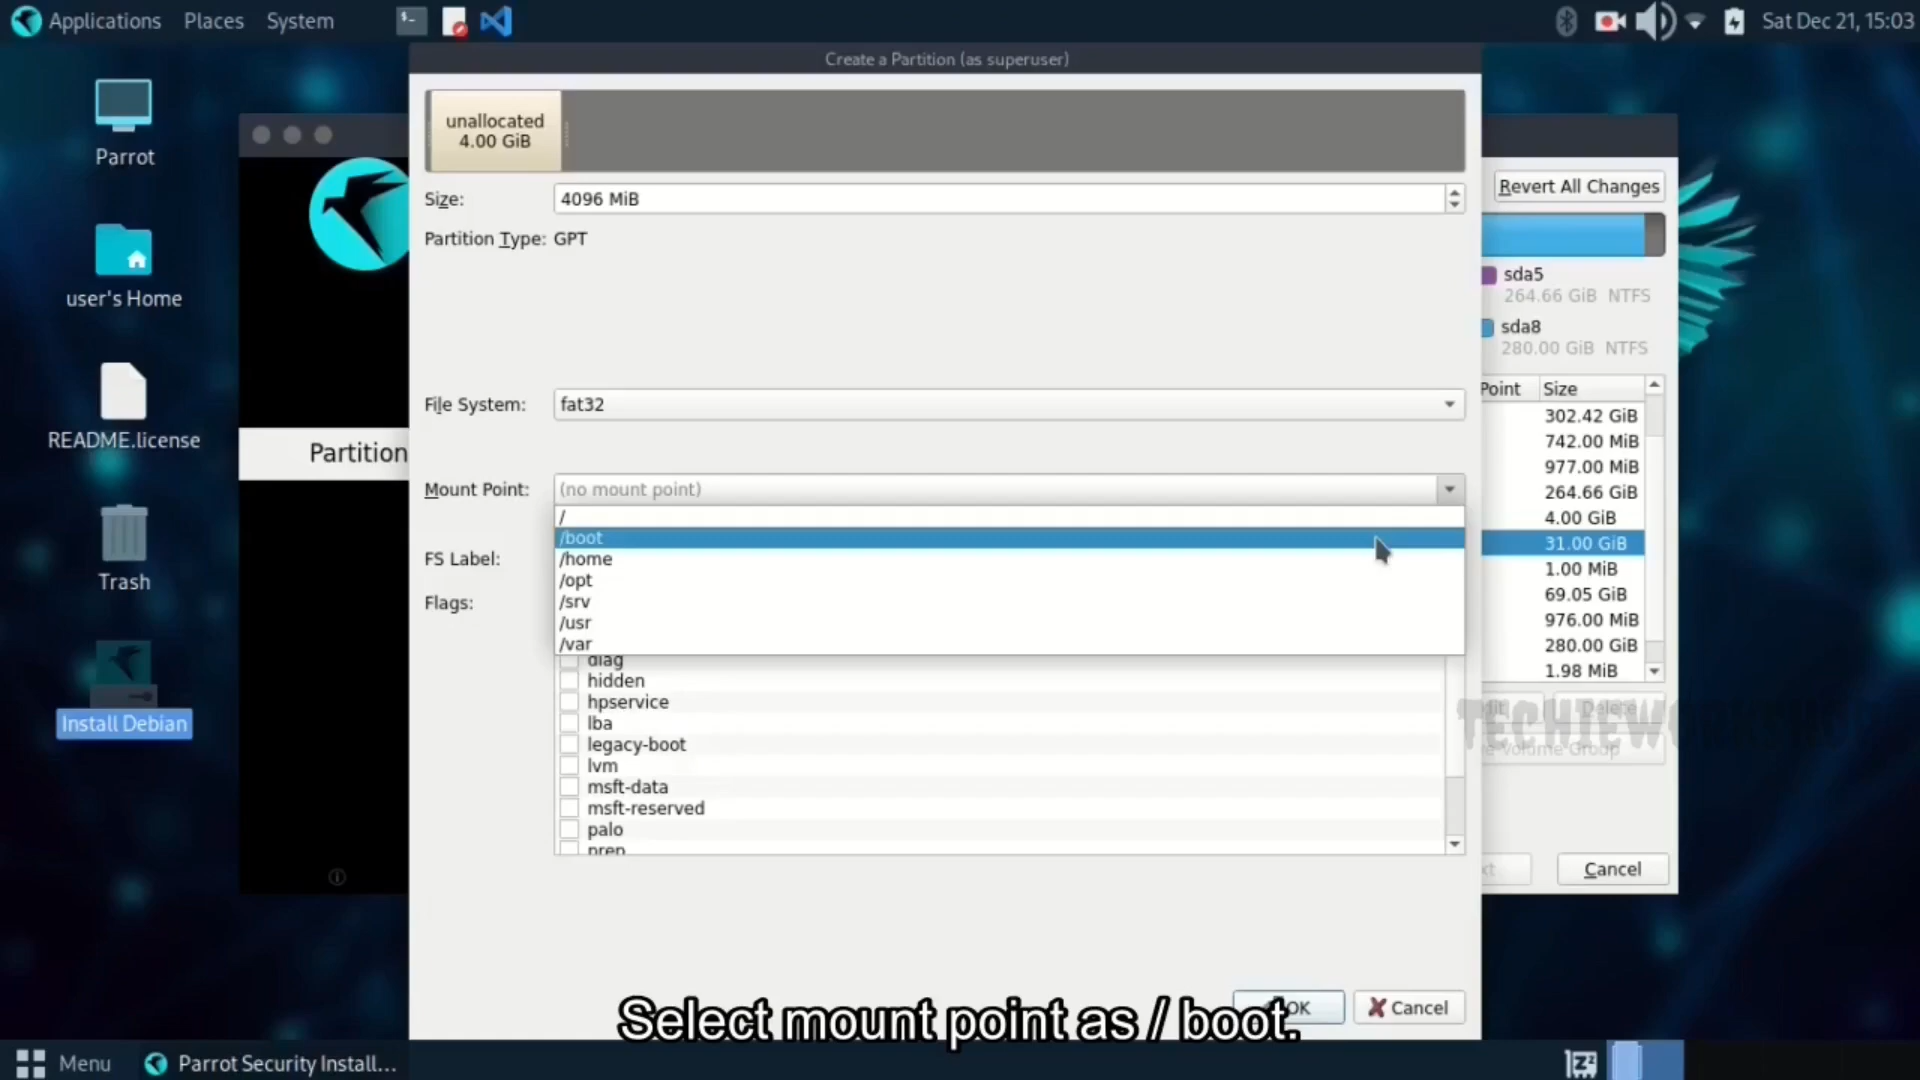 Applications Places System
Sat Dec 21, 15:03
Create a Partition (as superuser)
Parrot
user's Home
README.license
Trash
Install Debian
Partition
unallocated
4.00 GiB
Size: 4096 MiB
Partition Type: GPT
File System: fat32
Mount Point: (no mount point)
/
/boot
/home
/opt
/srv
/usr
/var
FS Label:
Flags:
diag
hidden
hpservice
lba
legacy-boot
lvm
msft-data
msft-reserved
palo
prep
OK
Cancel
Revert All Changes
sda5
264.66 GiB NTFS
sda8
280.00 GiB NTFS
Point Size
302.42 GiB
742.00 MiB
977.00 MiB
264.66 GiB
4.00 GiB
31.00 GiB
1.00 MiB
69.05 GiB
976.00 MiB
280.00 GiB
1.98 MiB
Delete
Volume Group
Cancel
Select mount point as / boot.
Menu
Parrot Security Install...